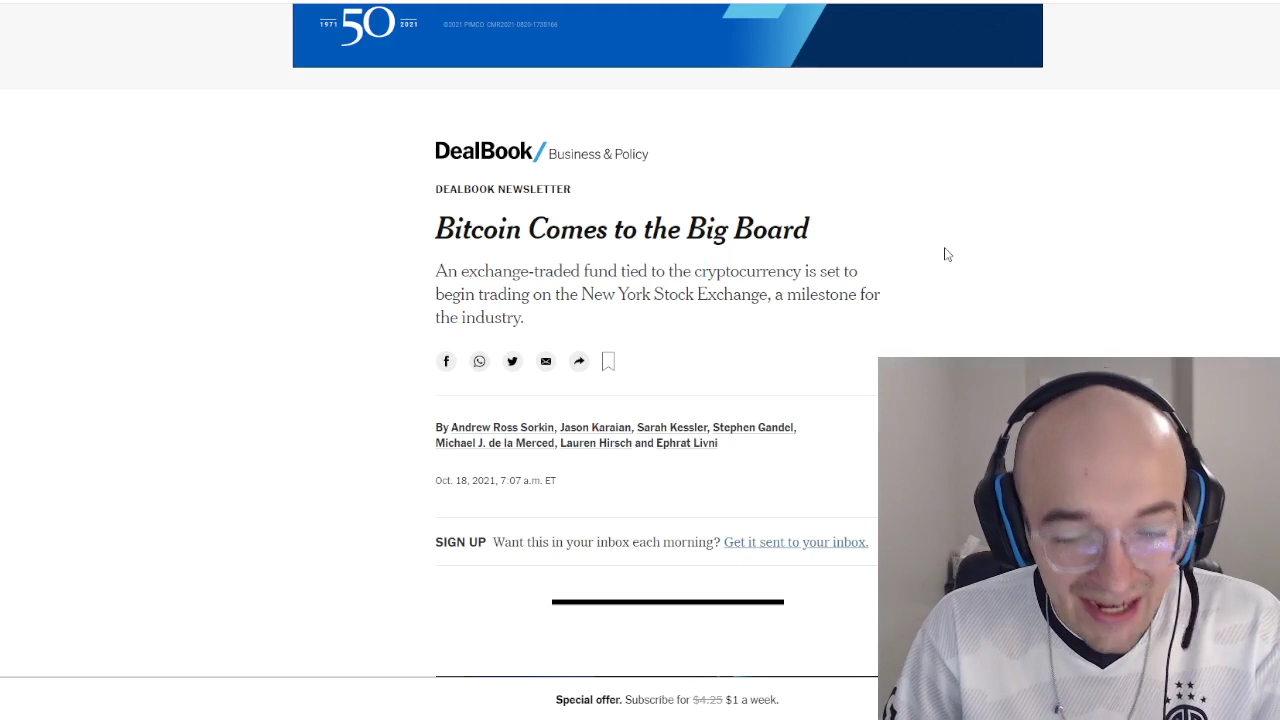 1971 50 2021
©2021 PIMCO CMR2021-0820-1735166
DealBook/ Business & Policy
DEALBOOK NEWSLETTER
Bitcoin Comes to the Big Board
An exchange-traded fund tied to the cryptocurrency is set to
begin trading on the New York Stock Exchange, a milestone for
the industry.
By Andrew Ross Sorkin, Jason Karaian, Sarah Kessler, Stephen Gandel,
Michael J. de la Merced, Lauren Hirsch and Ephrat Livni
Oct. 18, 2021, 7:07 a.m. ET
SIGN UP Want this in your inbox each morning? Get it sent to your inbox.
Special offer. Subscribe for $4.25 $1 a week.